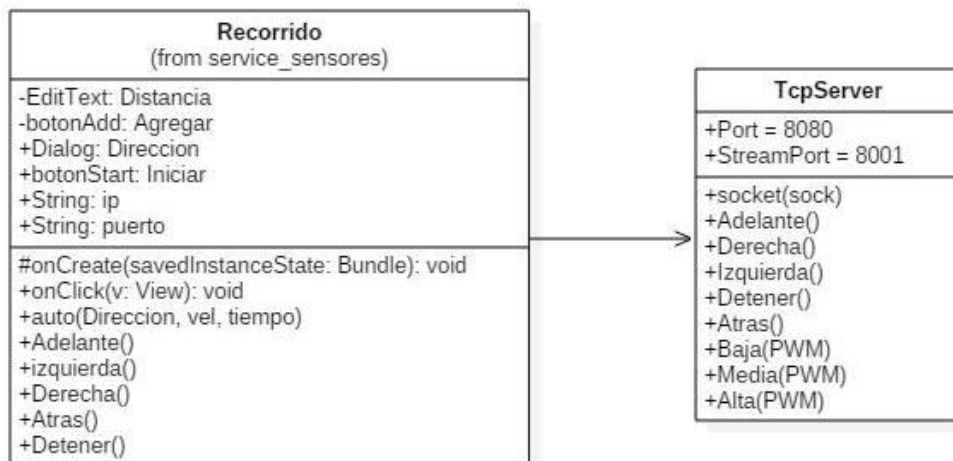 Recorrido
(from service_sensores)
-EditText: Distancia
-botonAdd: Agregar
+Dialog: Direccion
+botonStart: Iniciar
+String: ip
+String: puerto
#onCreate(savedInstanceState: Bundle): void
+onClick(v: View): void
+auto(Direccion, vel, tiempo)
+Adelante()
+izquierda()
+Derecha()
+Atras()
+Detener()
TcpServer
+Port = 8080
+StreamPort = 8001
+socket(sock)
+Adelante()
+Derecha()
+Izquierda()
+Detener()
+Atras()
+Baja(PWM)
+Media(PWM)
+Alta(PWM)